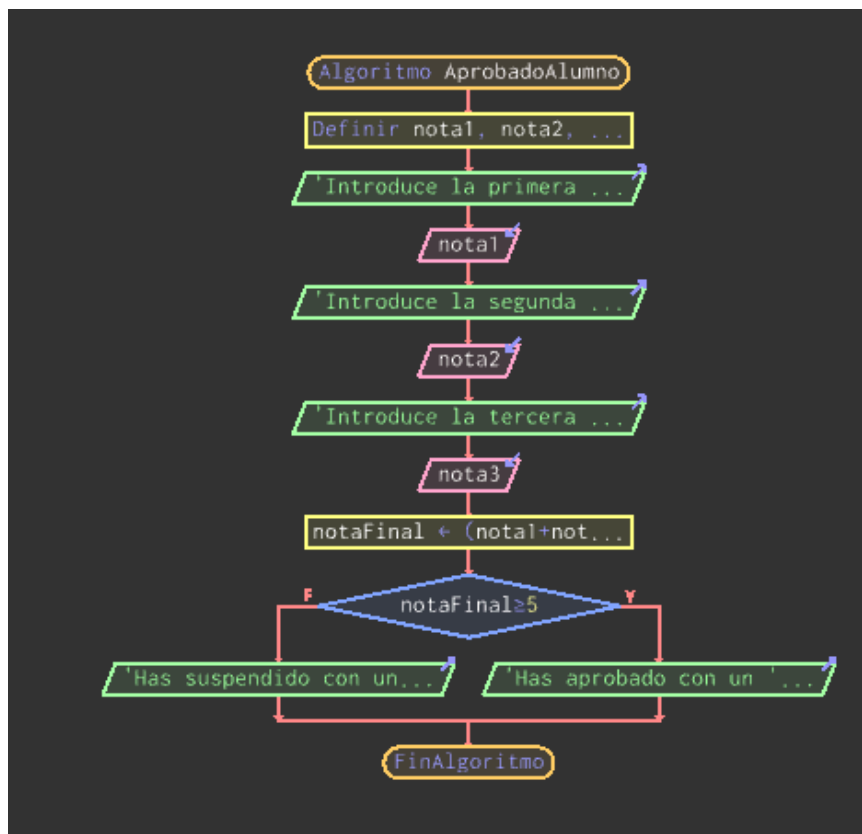 Algoritmo AprobadoAlumno
Definir nota1, nota2, ...
'Introduce la primera ...
nota1
'Introduce la segunda ...
nota2
'Introduce la tercera ...
nota3
notaFinal ← (nota1+not...
F
notaFinal≥5
Y
'Has suspendido con un...
'Has aprobado con un '...
FinAlgoritmo